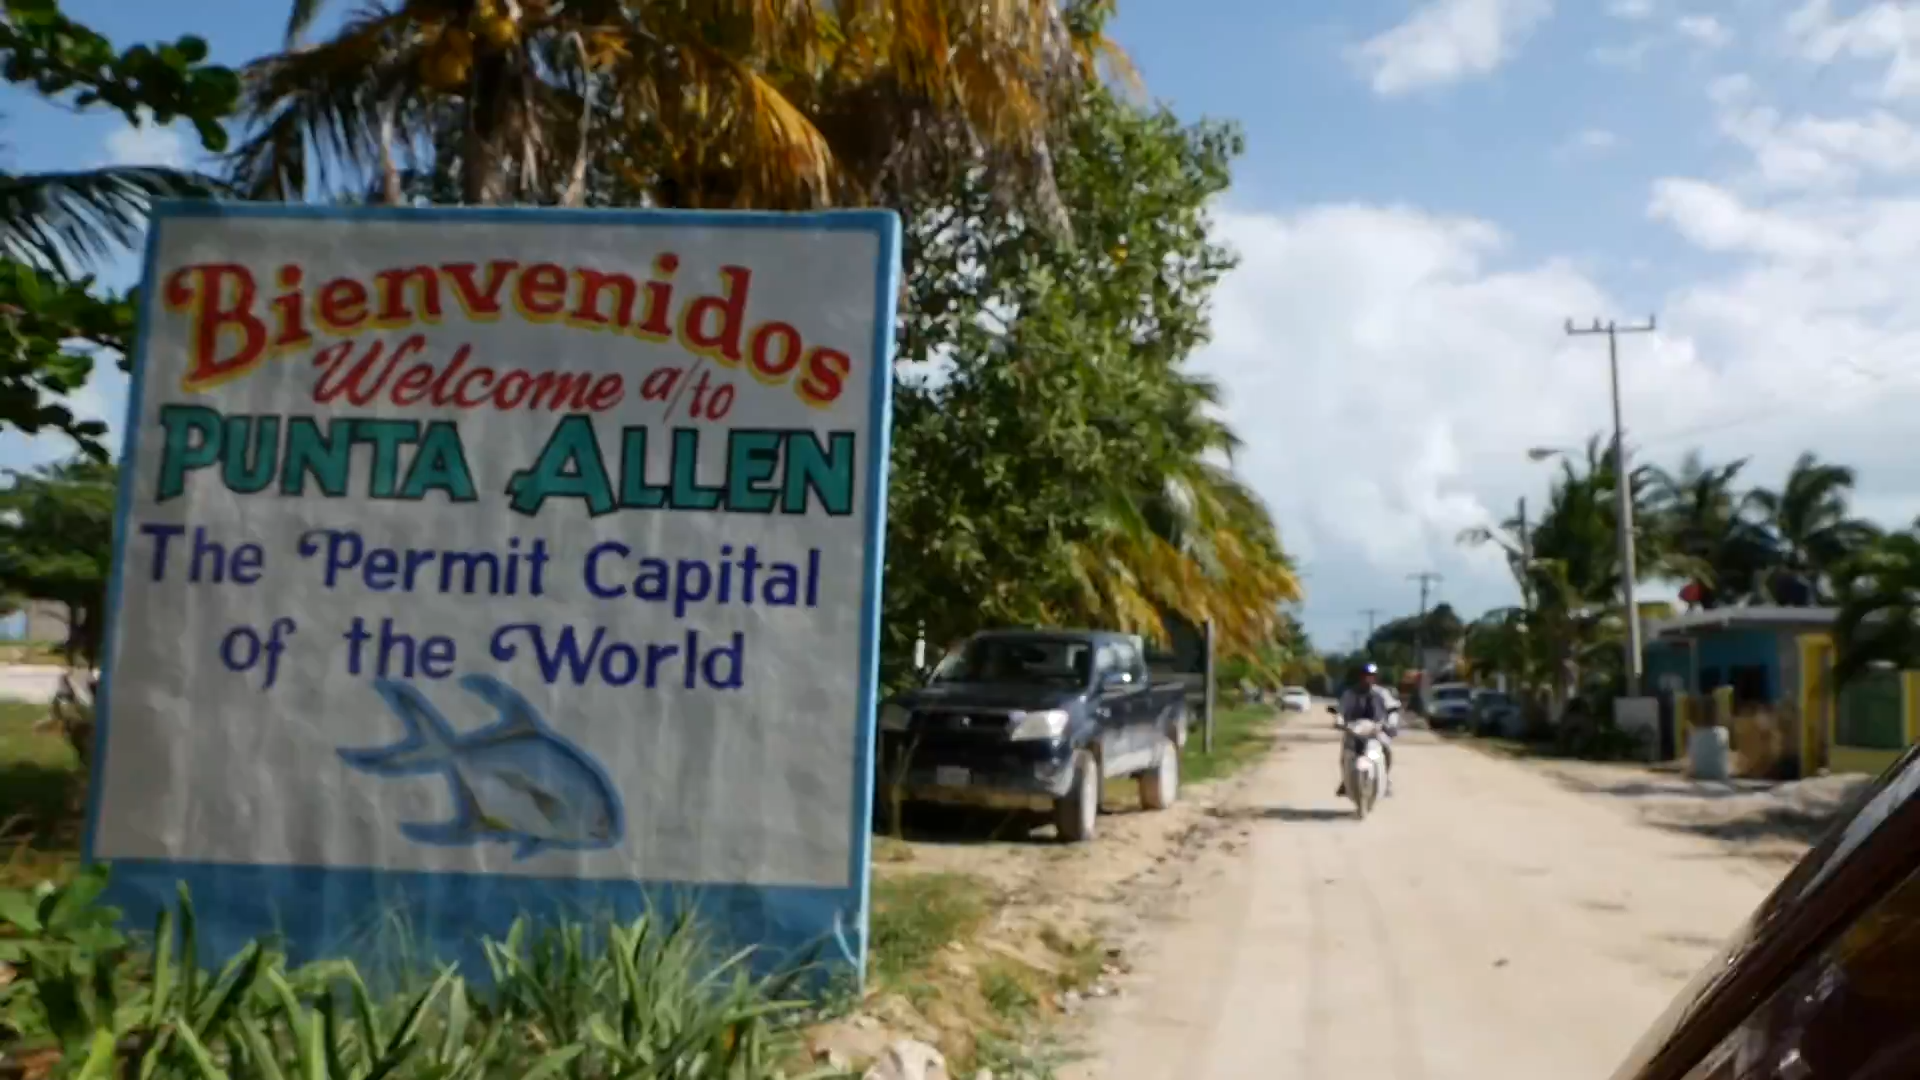 Bienvenidos
Welcome a/to
PUNTA ALLEN
The Permit Capital
of the World